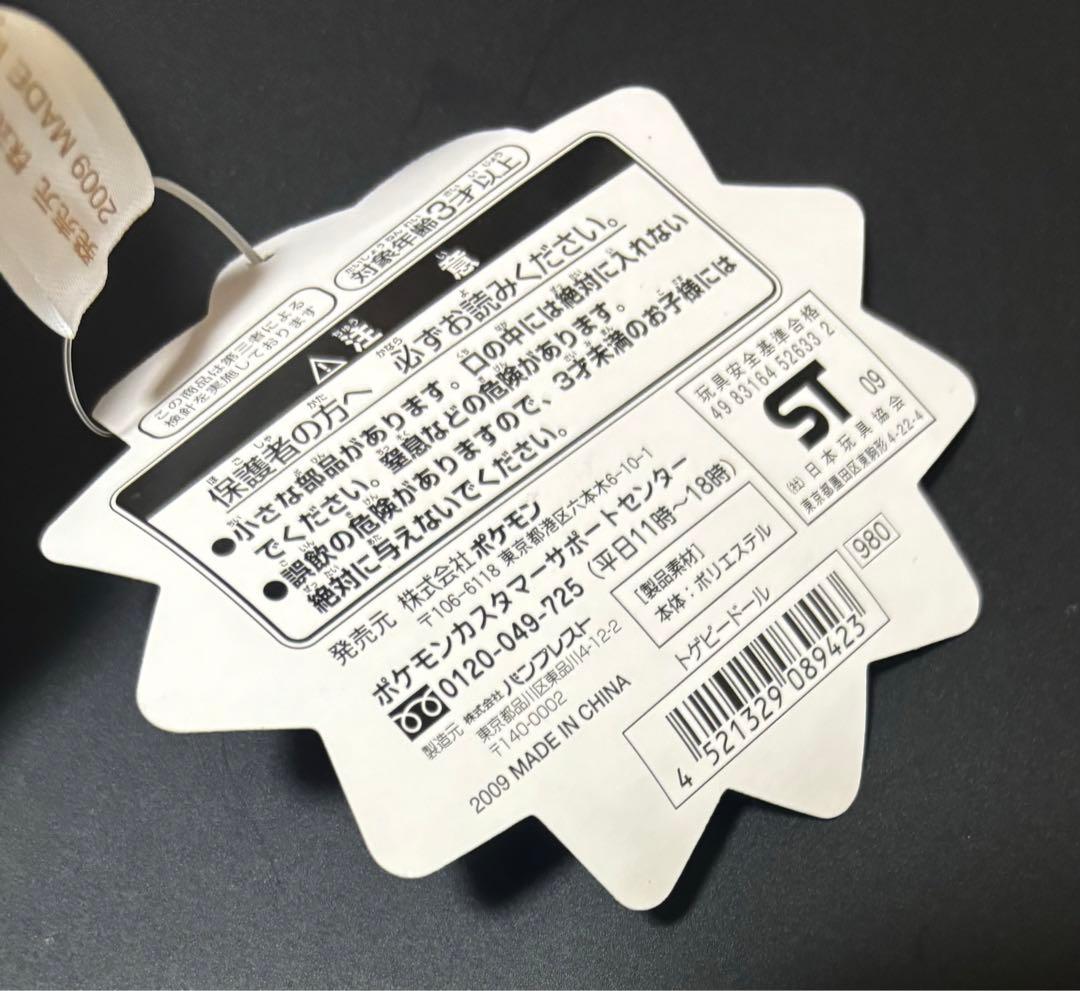 発売元
2009 MADE
この商品は第三者による
検針を実施しております
対象年齢3才以上
⚠ 注意
保護者の方へ 必ずお読みください。
● 小さな部品があります。口の中には絶対に入れない
でください。窒息などの危険があります。
● 誤飲の危険がありますので、3才未満のお子様には
絶対に与えないでください。
発売元 株式会社ポケモン
〒106-6118 東京都港区六本木6-10-1
ポケモンカスタマーサポートセンター
0120-049-725 (平日11時~18時)
製造元 株式会社 バンプレスト
東京都品川区東品川4-12-2
〒140-0002
2009 MADE IN CHINA
玩具安全基準合格
49 83164 52633 2
ST 09
(社)日本玩具協会
東京都墨田区東駒形4-22-4
[製品素材]
本体:ポリエステル
トゲピードール
980
4 521329 089423